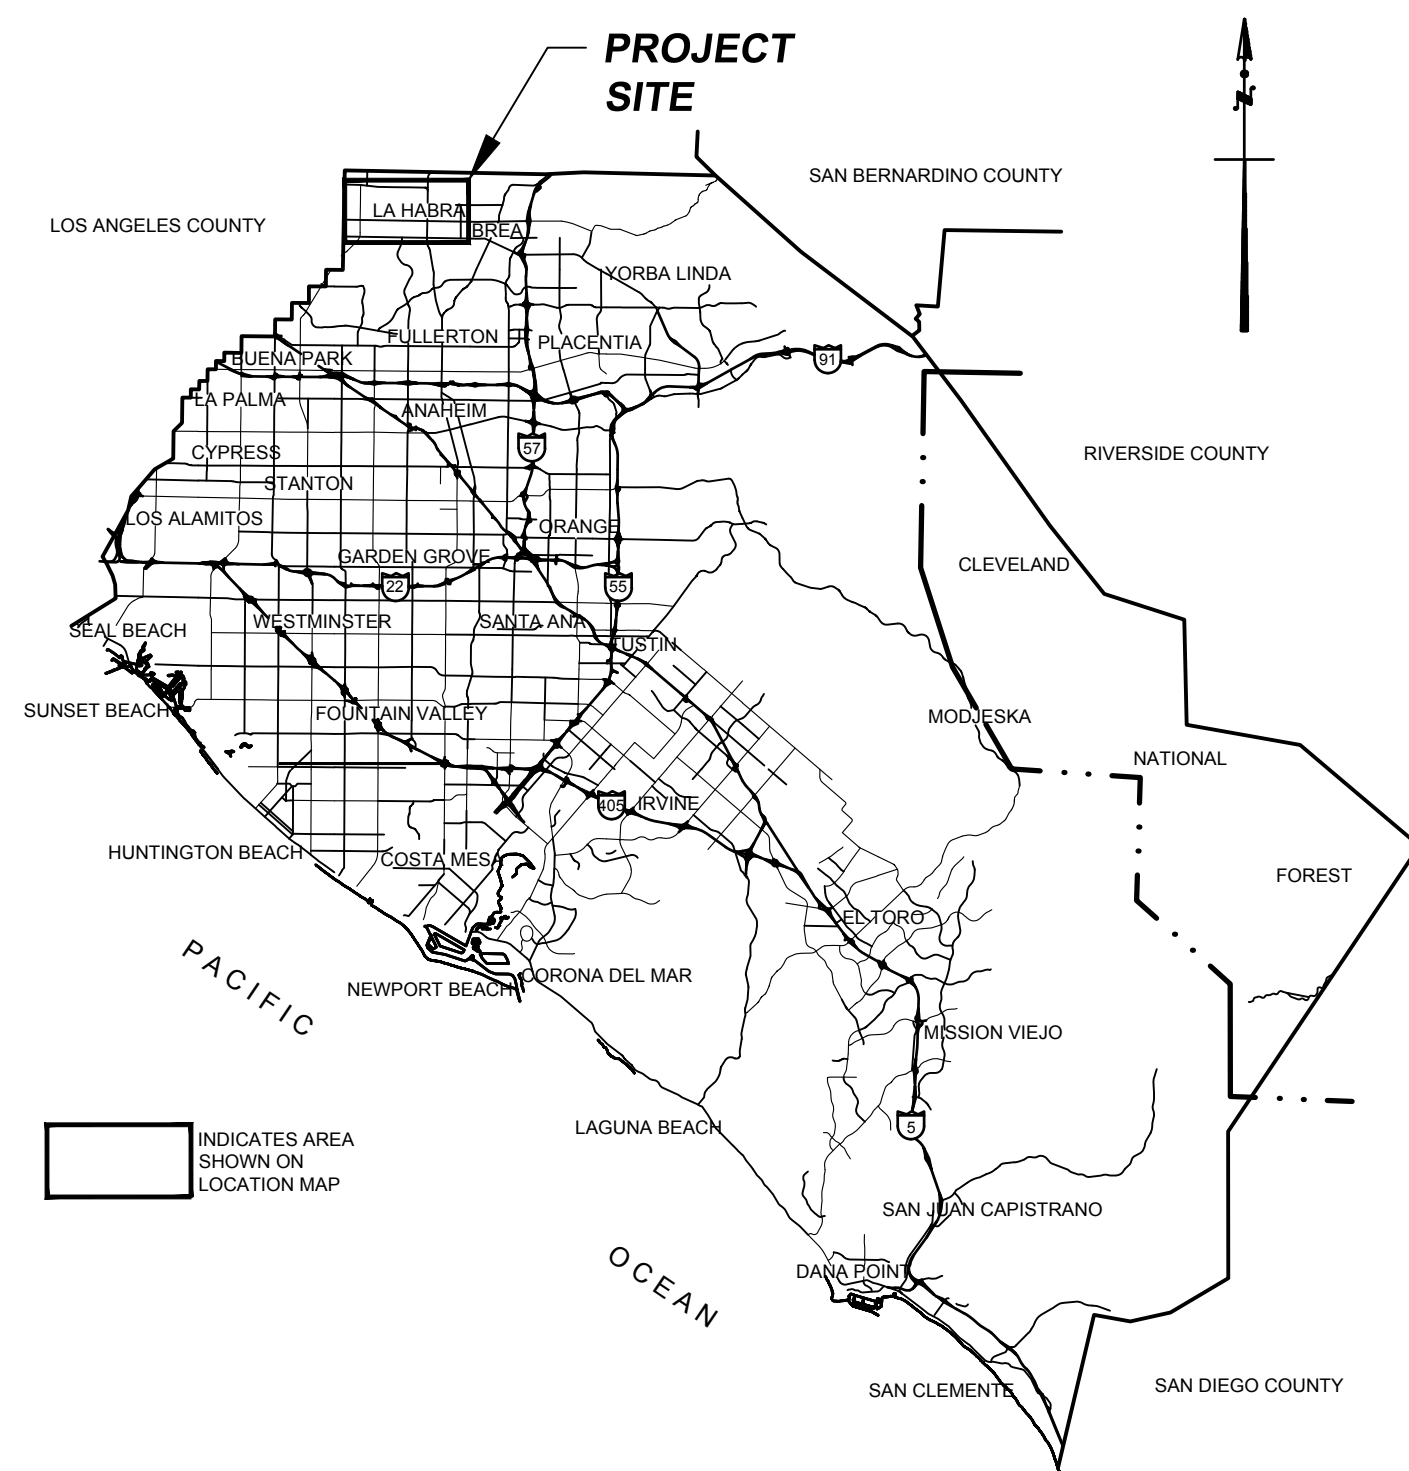 PROJECT
SITE
N
SAN BERNARDINO COUNTY
LOS ANGELES COUNTY
LA HABRA
BREA
YORBA LINDA
FULLERTON
PLACENTIA
BUENA PARK
91
LA PALMA
ANAHEIM
57
CYPRESS
RIVERSIDE COUNTY
STANTON
LOS ALAMITOS
ORANGE
GARDEN GROVE
CLEVELAND
22
55
WESTMINSTER
SANTA ANA
SEAL BEACH
TUSTIN
SUNSET BEACH
FOUNTAIN VALLEY
MODJESKA
NATIONAL
405
IRVINE
HUNTINGTON BEACH
COSTA MESA
FOREST
EL TORO
PACIFIC
CORONA DEL MAR
NEWPORT BEACH
MISSION VIEJO
LAGUNA BEACH
5
INDICATES AREA
SHOWN ON
LOCATION MAP
SAN JUAN CAPISTRANO
OCEAN
DANA POINT
SAN CLEMENTE
SAN DIEGO COUNTY